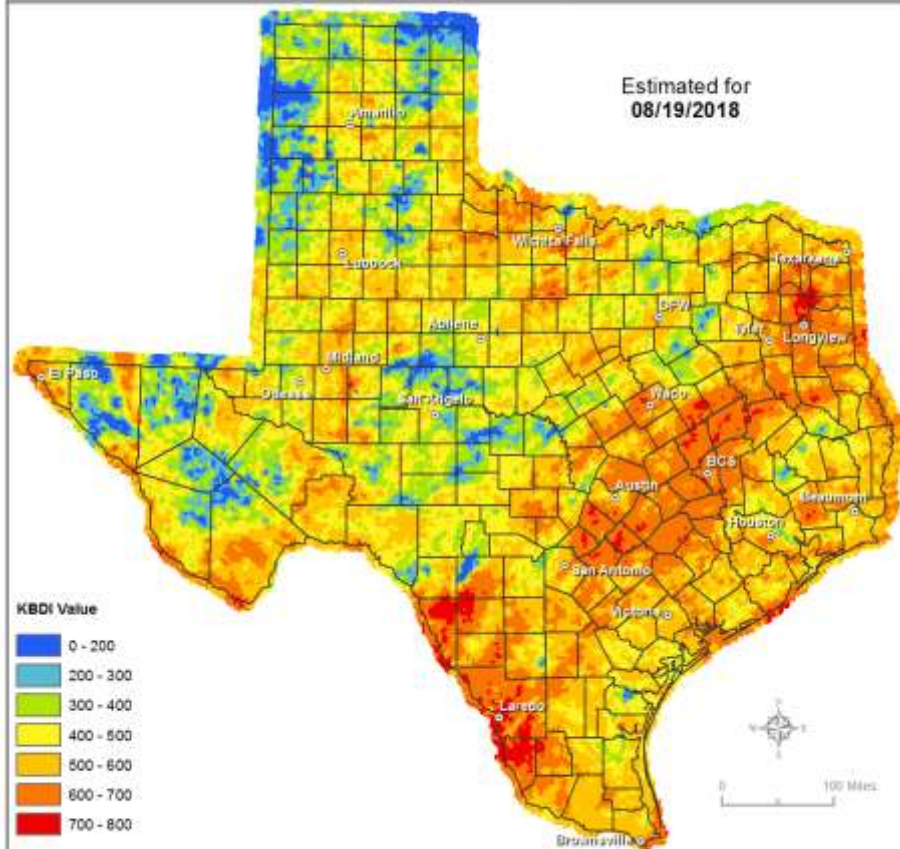 Estimated for
08/19/2018
Amarillo
Wichita Falls
Lubbock
Texarkana
DFW
Abilene
Tyler
Longview
Midland
El Paso
Odessa
San Angelo
Waco
BCS
Austin
Beaumont
Houston
San Antonio
Victoria
Laredo
Brownsville
KBDI Value
0 - 200
200 - 300
300 - 400
400 - 500
500 - 600
600 - 700
700 - 800
0 100 Miles